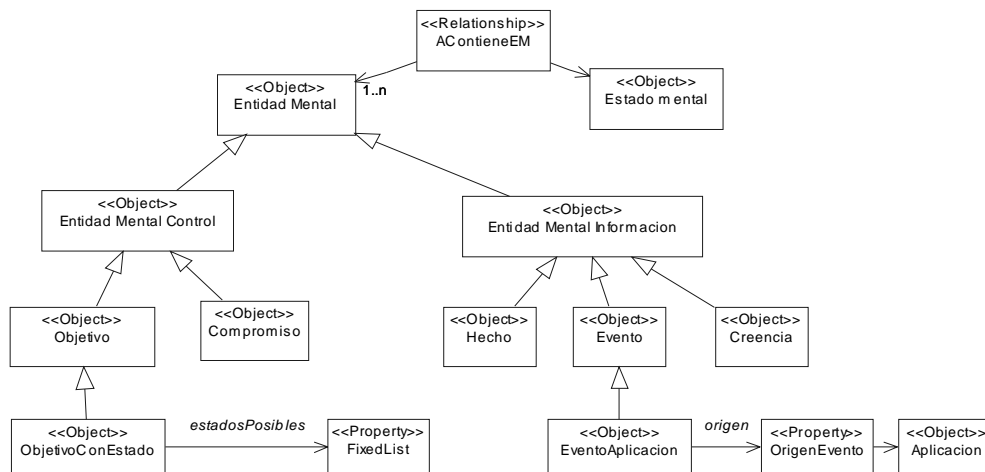 <<Relationship>>
AContieneEM
<<Object>>
Entidad Mental
1..n
<<Object>>
Estado mental
<<Object>>
Entidad Mental Control
<<Object>>
Entidad Mental Informacion
<<Object>>
Objetivo
<<Object>>
Compromiso
<<Object>>
Hecho
<<Object>>
Evento
<<Object>>
Creencia
<<Object>>
ObjetivoConEstado
estadosPosibles
<<Property>>
FixedList
<<Object>>
EventoAplicacion
origen
<<Property>>
OrigenEvento
<<Object>>
Aplicacion